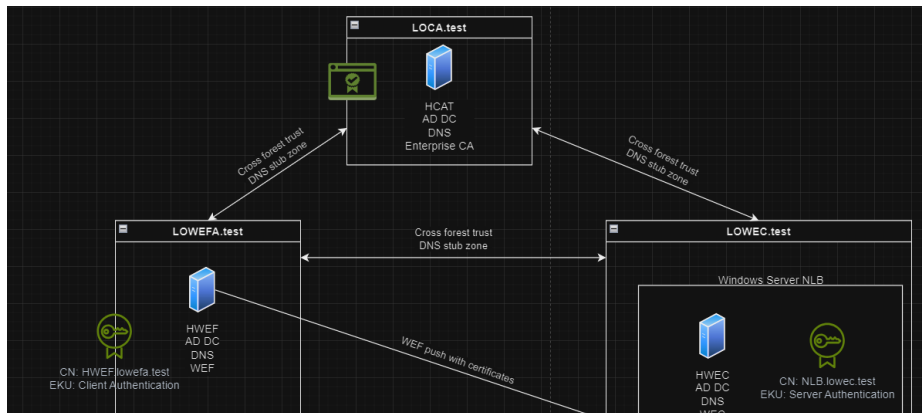 LOCA.test
HCAT
AD DC
DNS
Enterprise CA
Cross forest trust
DNS stub zone
Cross forest trust
DNS stub zone
LOWEFA.test
Cross forest trust
DNS stub zone
LOWEC.test
Windows Server NLB
HWEF
AD DC
DNS
WEF
CN: HWEF.lowefa.test
EKU: Client Authentication
WEF push with certificates
HWEC
AD DC
DNS
WEC
CN: NLB.lowec.test
EKU: Server Authentication